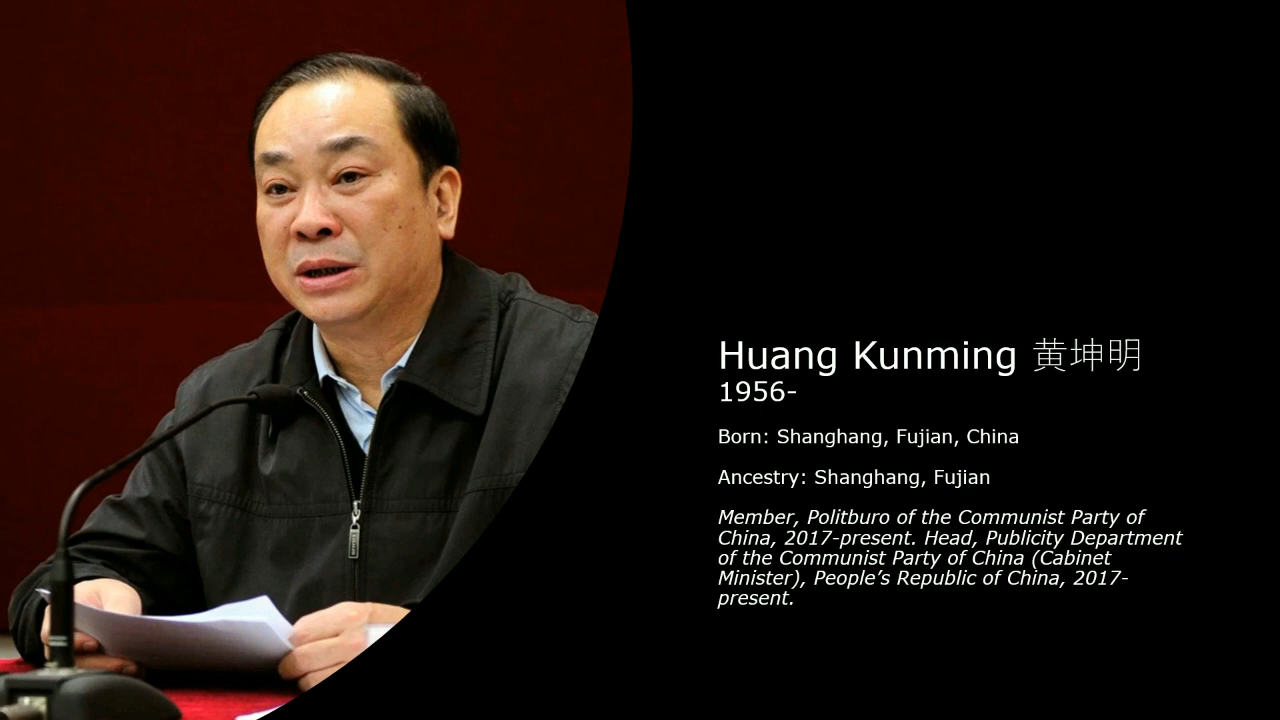 Huang Kunming 黄坤明
1956-
Born: Shanghang, Fujian, China
Ancestry: Shanghang, Fujian
Member, Politburo of the Communist Party of
China, 2017-present. Head, Publicity Department
of the Communist Party of China (Cabinet
Minister), People’s Republic of China, 2017-
present.